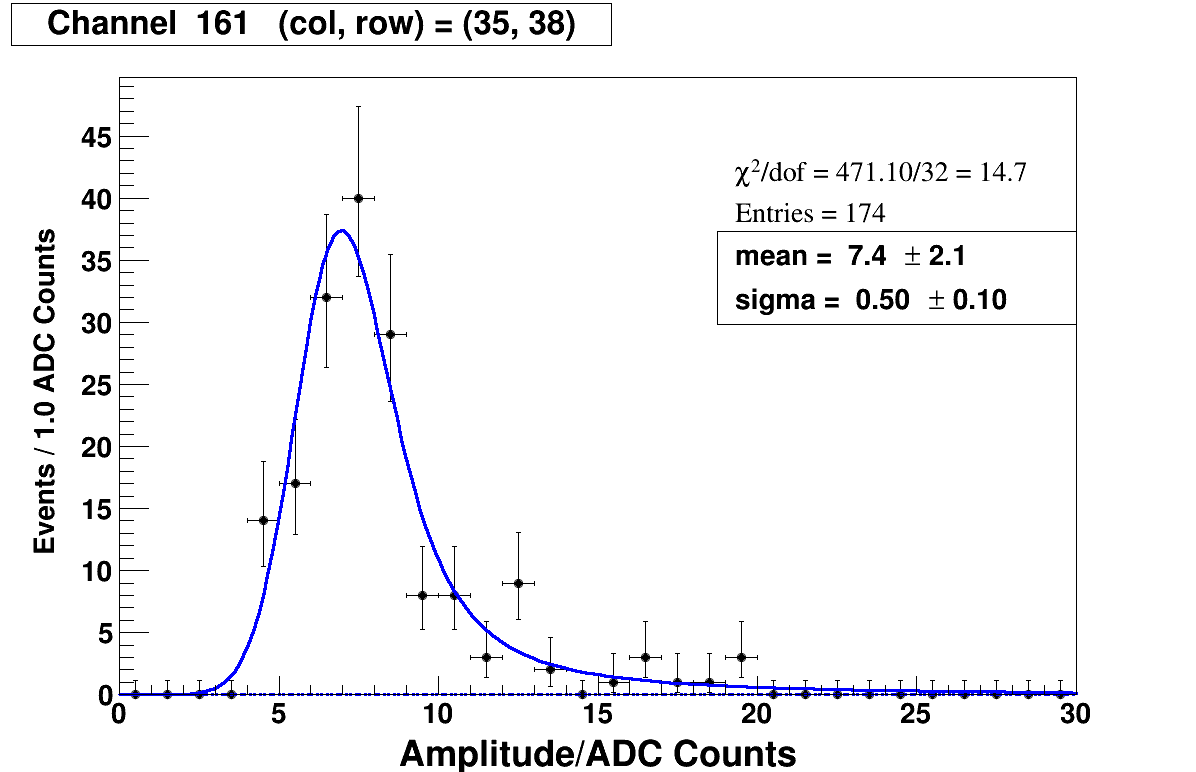 Channel 161 (col, row) = (35, 38)
χ²/dof = 471.10/32 = 14.7
Entries = 174
mean = 7.4 ± 2.1
sigma = 0.50 ± 0.10
Events / 1.0 ADC Counts
45
40
35
30
25
20
15
10
5
0
0 5 10 15 20 25 30
Amplitude/ADC Counts